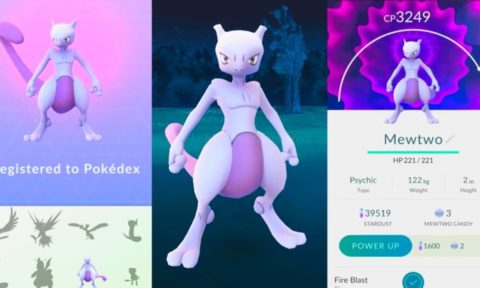 egistered to Pokédex
CP3249
Mewtwo
HP 221 / 221
Psychic
Type
122 kg
Weight
2 m
Height
39519
STARDUST
3
MEWTWO CANDY
POWER UP
1600
2
Fire Blast